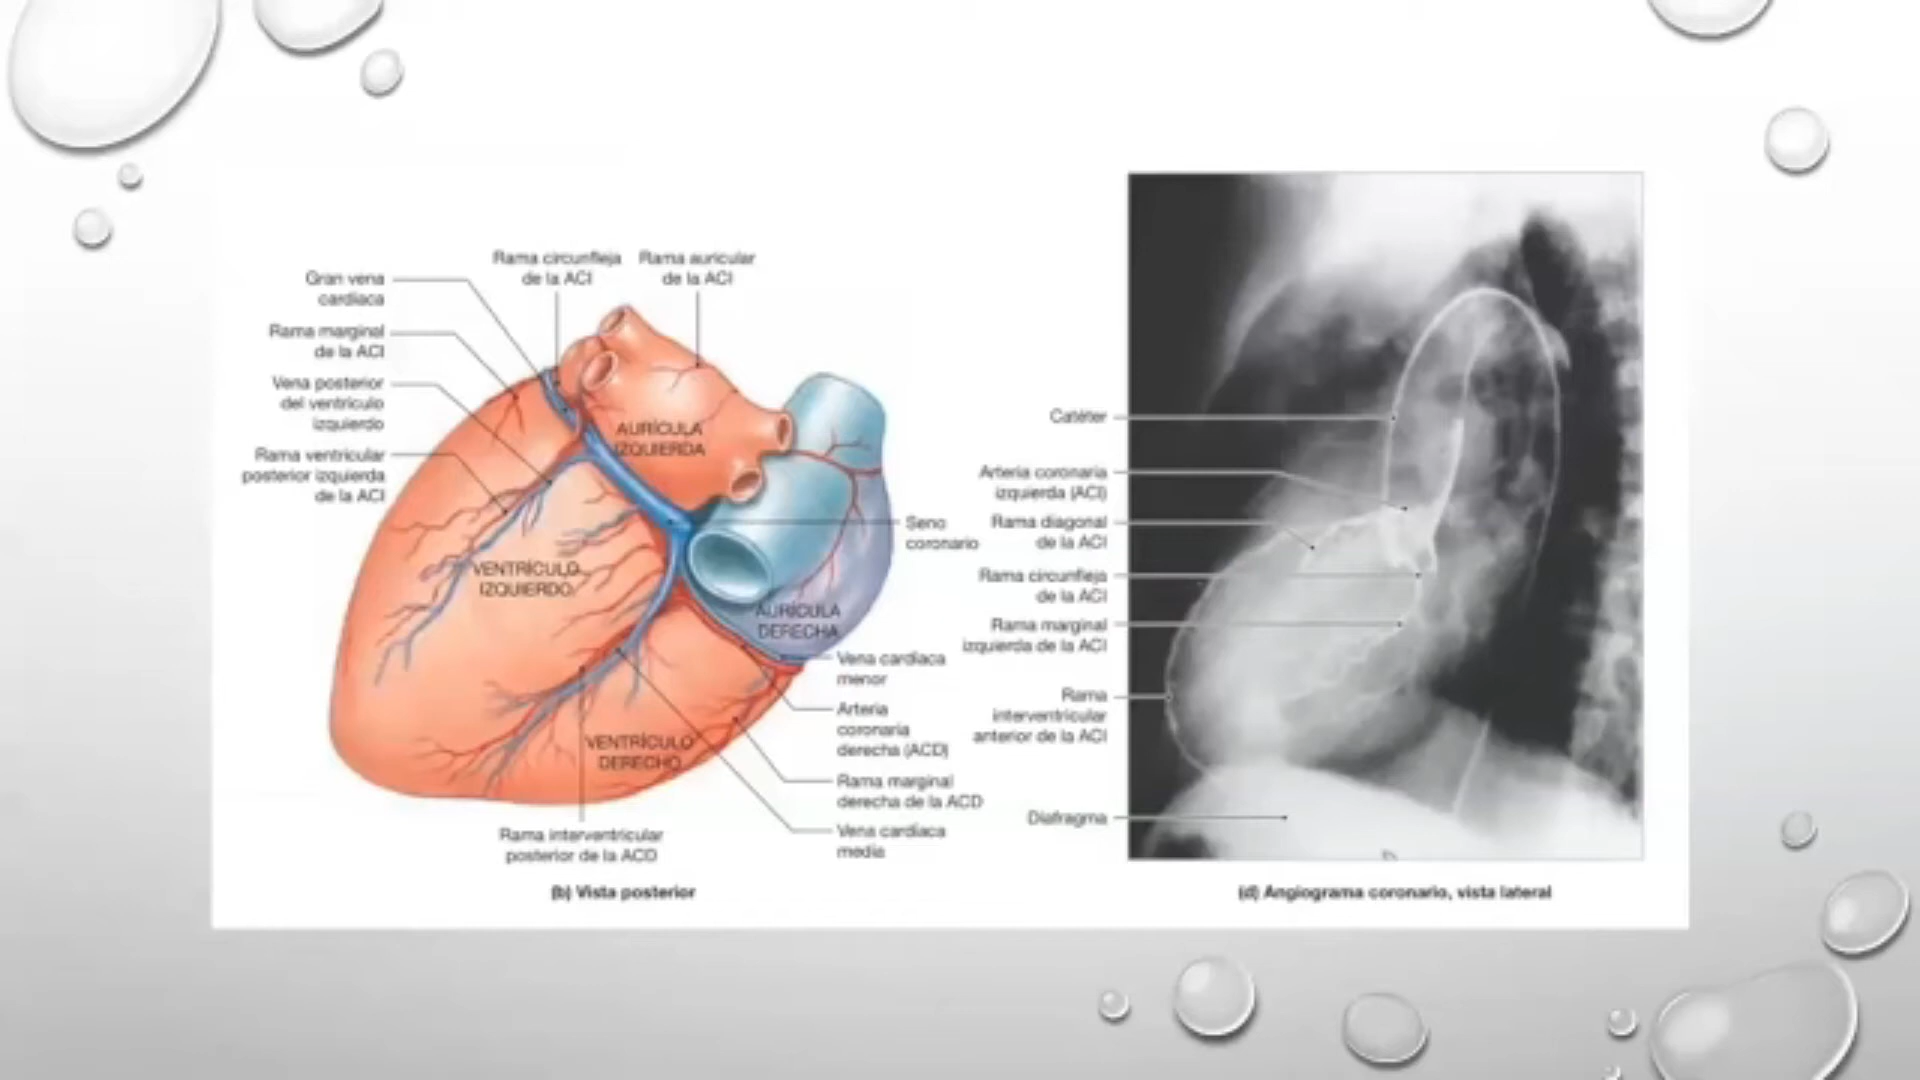 Rama circunfleja
de la ACI
Rama auricular
de la ACI
Gran vena
cardíaca
Rama marginal
de la ACI
Vena posterior
del ventrículo
izquierdo
Rama ventricular
posterior izquierda
de la ACI
AURÍCULA
IZQUIERDA
VENTRÍCULO
IZQUIERDO
AURÍCULA
DERECHA
VENTRÍCULO
DERECHO
Seno
coronario
Vena cardíaca
menor
Arteria
coronaria
derecha (ACD)
Rama marginal
derecha de la ACD
Vena cardíaca
media
Rama interventricular
posterior de la ACD
(b) Vista posterior
Catéter
Arteria coronaria
izquierda (ACI)
Rama diagonal
de la ACI
Rama circunfleja
de la ACI
Rama marginal
izquierda de la ACI
Rama
interventricular
anterior de la ACI
Diafragma
(d) Angiograma coronario, vista lateral